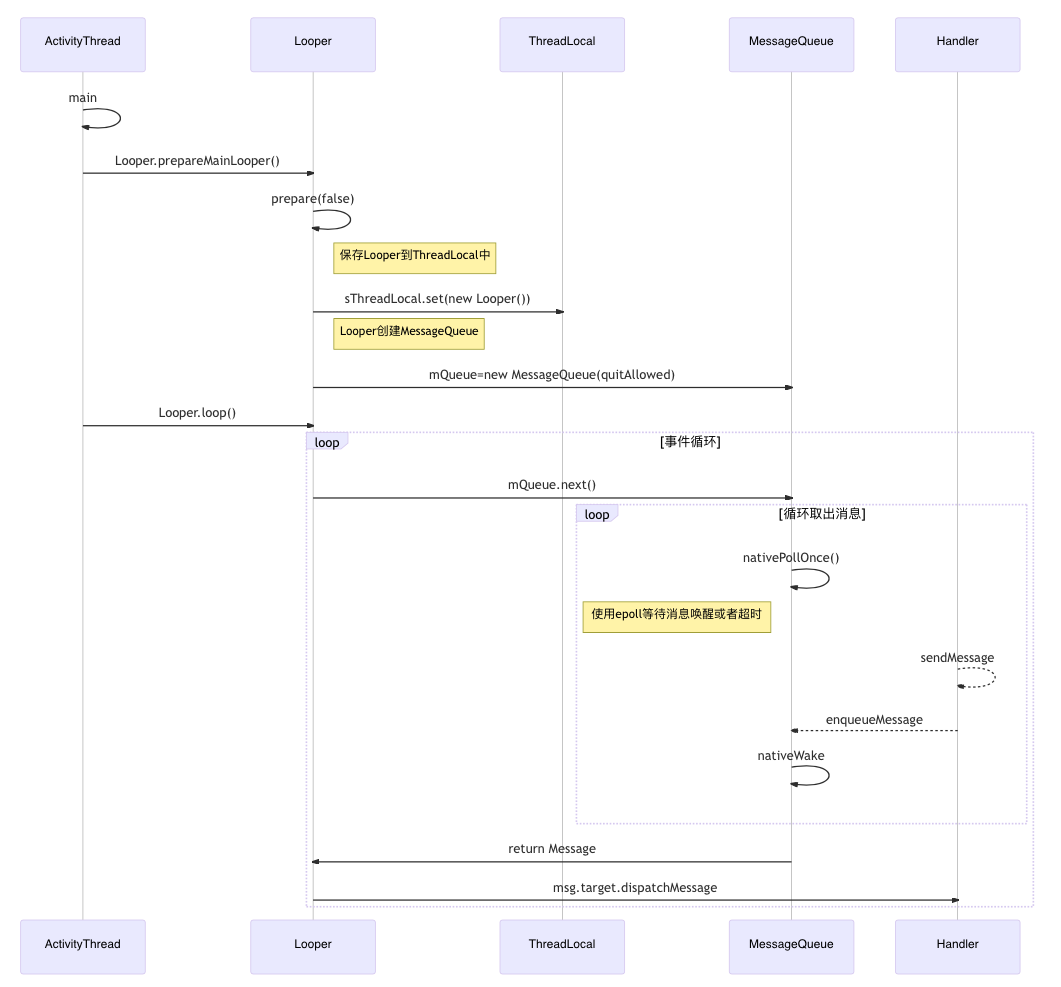 ActivityThread
Looper
ThreadLocal
MessageQueue
Handler
main
Looper.prepareMainLooper()
prepare(false)
保存Looper到ThreadLocal中
sThreadLocal.set(new Looper())
Looper创建MessageQueue
mQueue=new MessageQueue(quitAllowed)
Looper.loop()
loop
[事件循环]
mQueue.next()
loop
[循环取出消息]
nativePollOnce()
使用epoll等待消息唤醒或者超时
sendMessage
enqueueMessage
nativeWake
return Message
msg.target.dispatchMessage
ActivityThread
Looper
ThreadLocal
MessageQueue
Handler